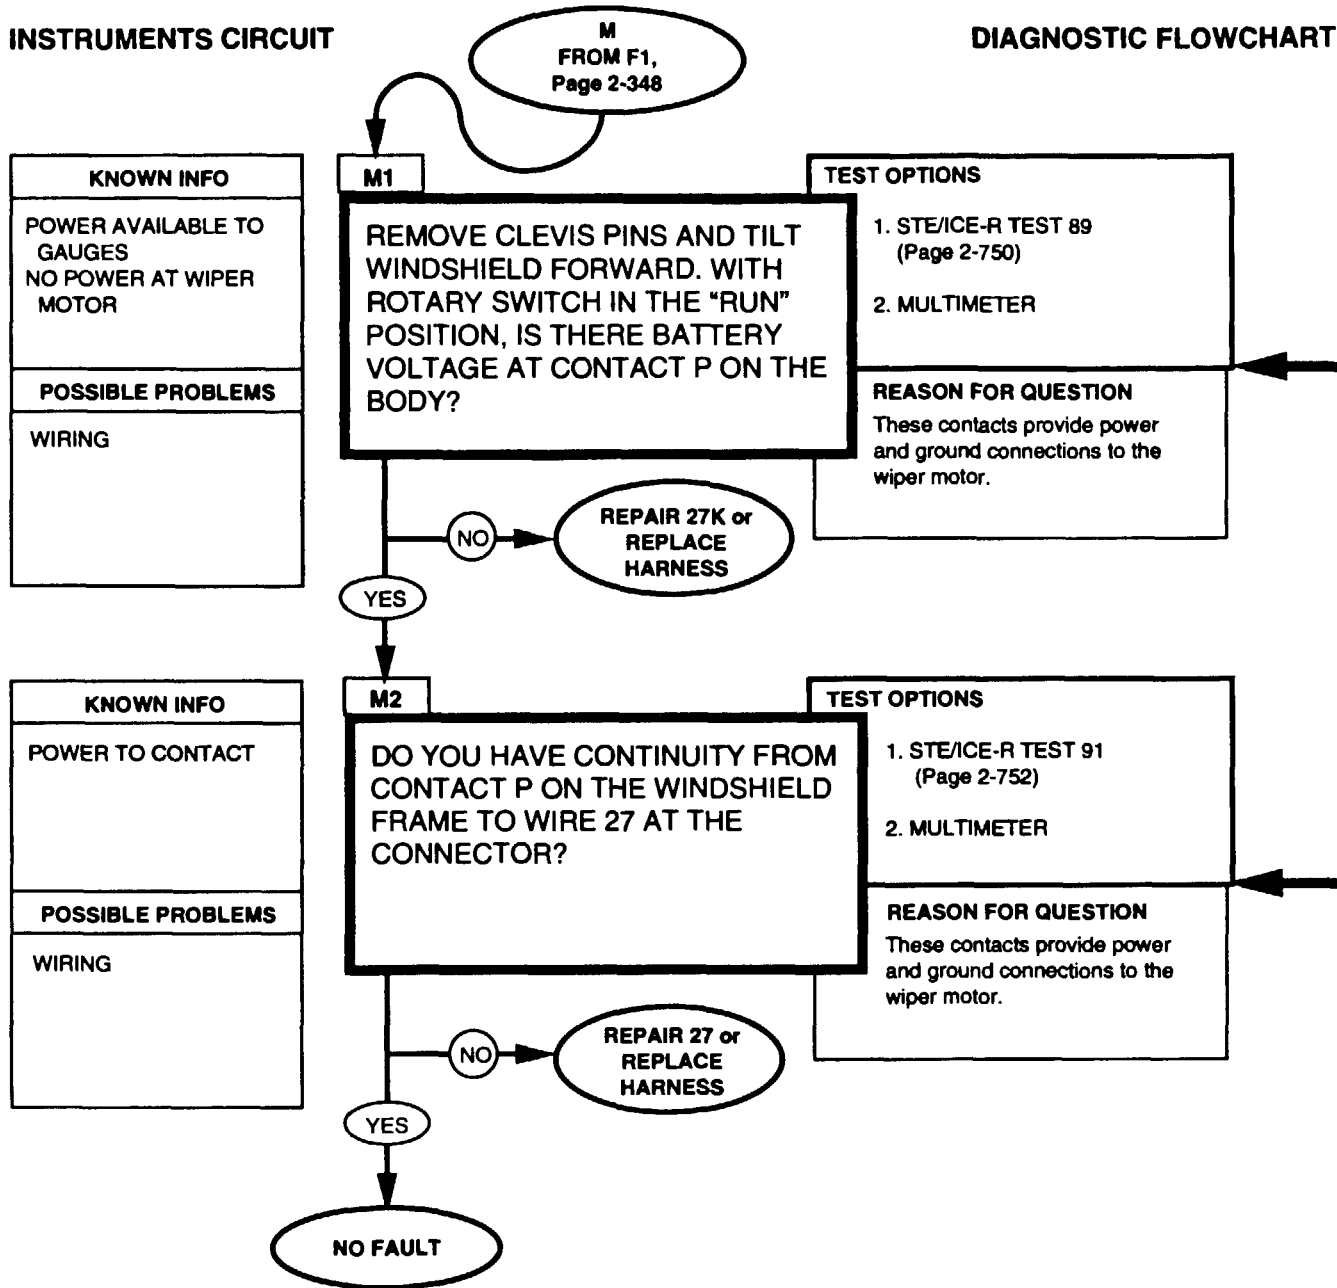 INSTRUMENTS CIRCUIT
DIAGNOSTIC FLOWCHART
M
FROM F1,
Page 2-348
KNOWN INFO
POWER AVAILABLE TO
GAUGES
NO POWER AT WIPER
MOTOR
POSSIBLE PROBLEMS
WIRING
M1
REMOVE CLEVIS PINS AND TILT
WINDSHIELD FORWARD. WITH
ROTARY SWITCH IN THE “RUN”
POSITION, IS THERE BATTERY
VOLTAGE AT CONTACT P ON THE
BODY?
TEST OPTIONS
1. STE/ICE-R TEST 89
(Page 2-750)
2. MULTIMETER
REASON FOR QUESTION
These contacts provide power
and ground connections to the
wiper motor.
NO
REPAIR 27K or
REPLACE
HARNESS
YES
KNOWN INFO
POWER TO CONTACT
POSSIBLE PROBLEMS
WIRING
M2
DO YOU HAVE CONTINUITY FROM
CONTACT P ON THE WINDSHIELD
FRAME TO WIRE 27 AT THE
CONNECTOR?
TEST OPTIONS
1. STE/ICE-R TEST 91
(Page 2-752)
2. MULTIMETER
REASON FOR QUESTION
These contacts provide power
and ground connections to the
wiper motor.
NO
REPAIR 27 or
REPLACE
HARNESS
YES
NO FAULT